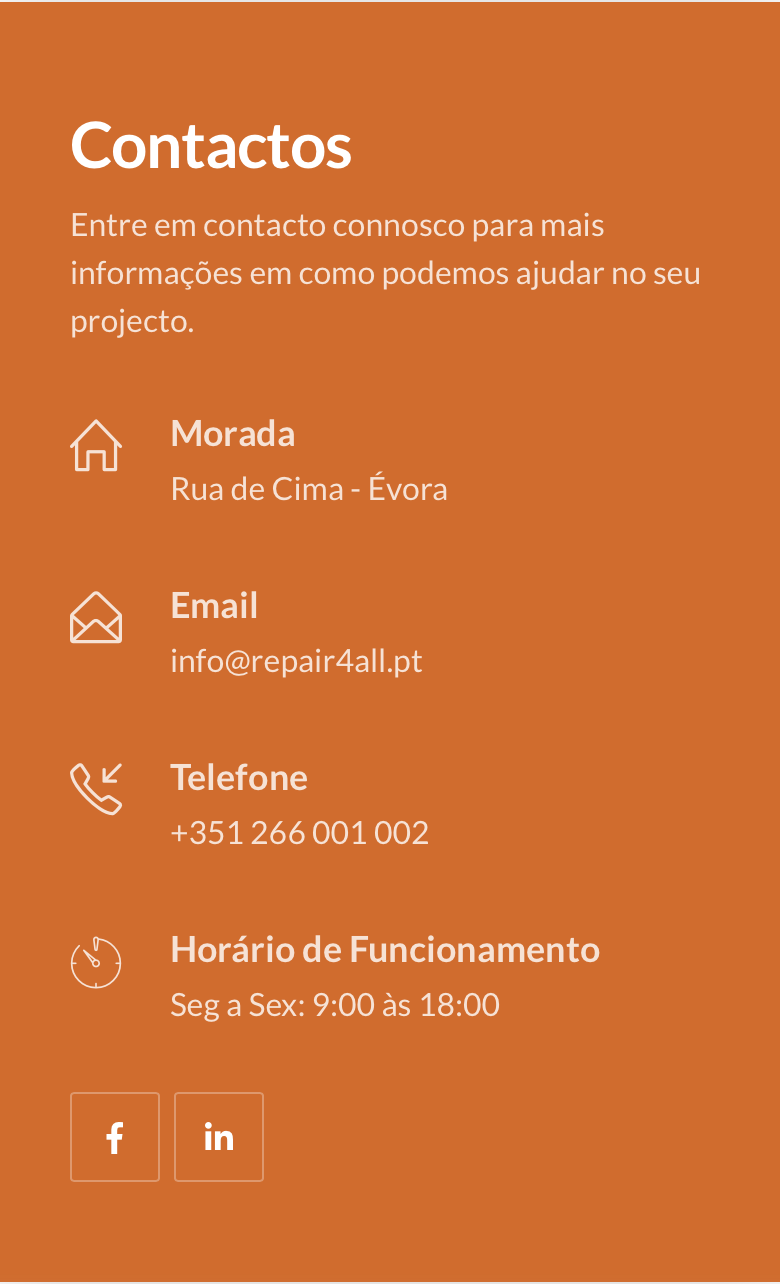 Contactos
Entre em contacto connosco para mais
informações em como podemos ajudar no seu
projecto.
Morada
Rua de Cima - Évora
Email
info@repair4all.pt
Telefone
+351 266 001 002
Horário de Funcionamento
Seg a Sex: 9:00 às 18:00
f in